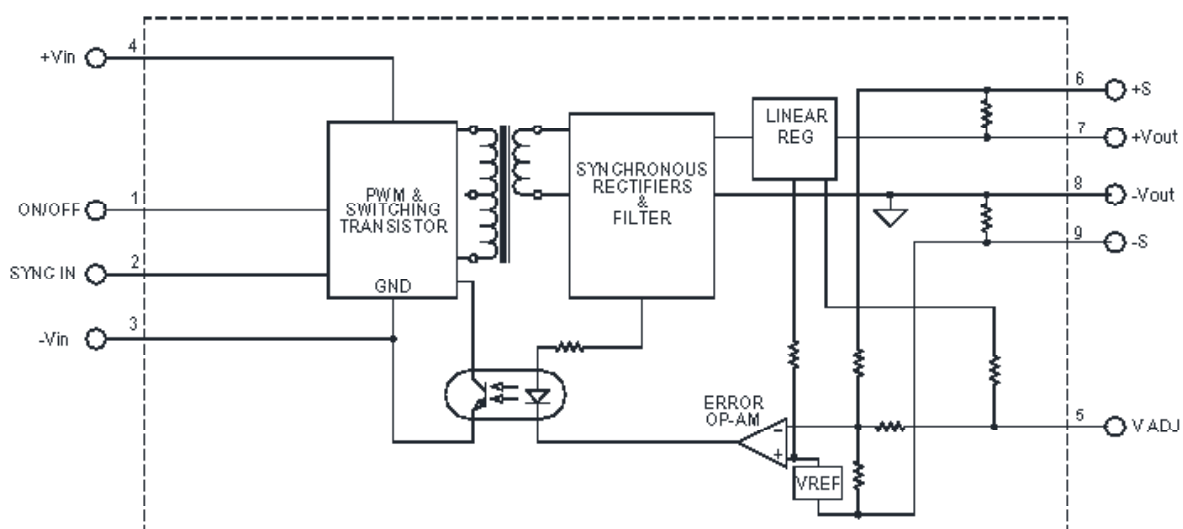 4
+Vin
6
+S
LINEAR
REG
7
+Vout
SYNCHRONOUS
RECTIFIERS
&
FILTER
PWM &
SWITCHING
TRANSISTOR
8
-Vout
1
ON/OFF
9
-S
2
SYNC IN
GND
3
-Vin
ERROR
OP-AM
5
V ADJ
-
+
VREF